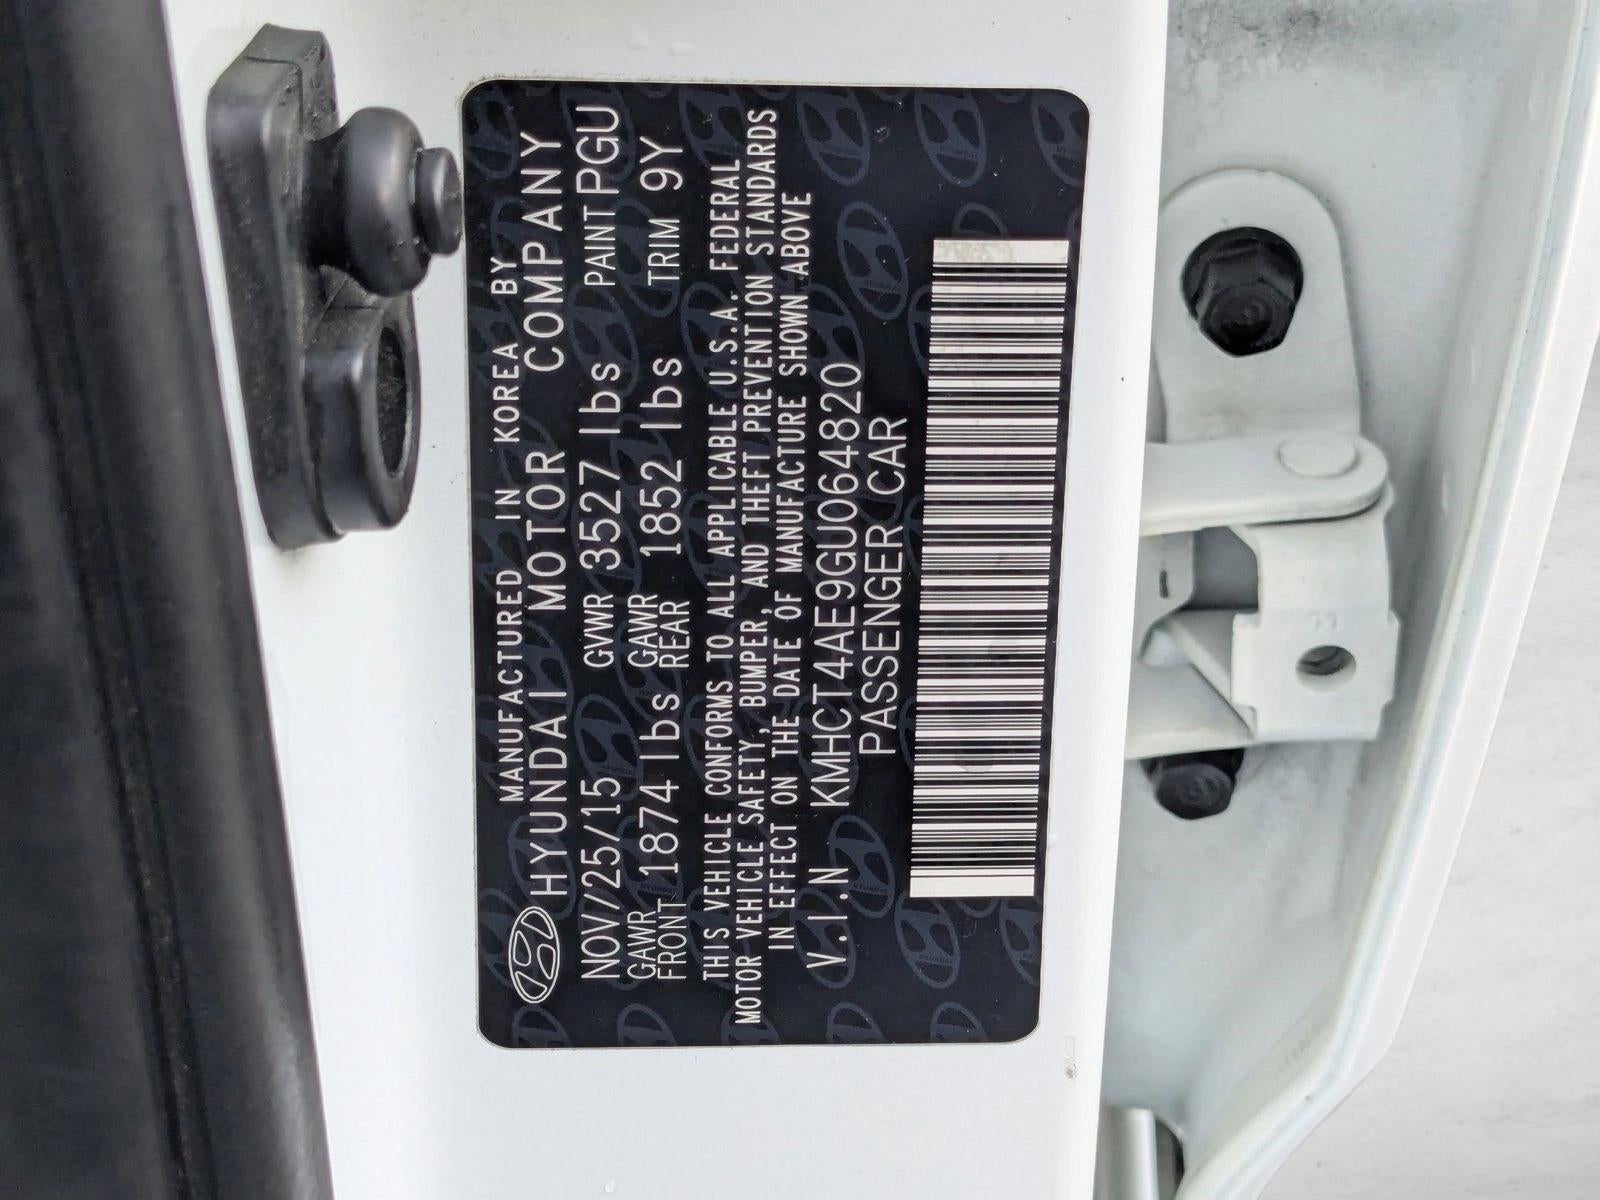 MANUFACTURED IN KOREA BY
HYUNDAI MOTOR COMPANY
NOV/25/15 GVWR 3527 lbs PAINT PGU
GAWR FRONT 1874 lbs GAWR REAR 1852 lbs TRIM 9Y
THIS VEHICLE CONFORMS TO ALL APPLICABLE U.S.A. FEDERAL
MOTOR VEHICLE SAFETY, BUMPER, AND THEFT PREVENTION STANDARDS
IN EFFECT ON THE DATE OF MANUFACTURE SHOWN ABOVE
V.I.N KMHCT4AE9GU064820
PASSENGER CAR